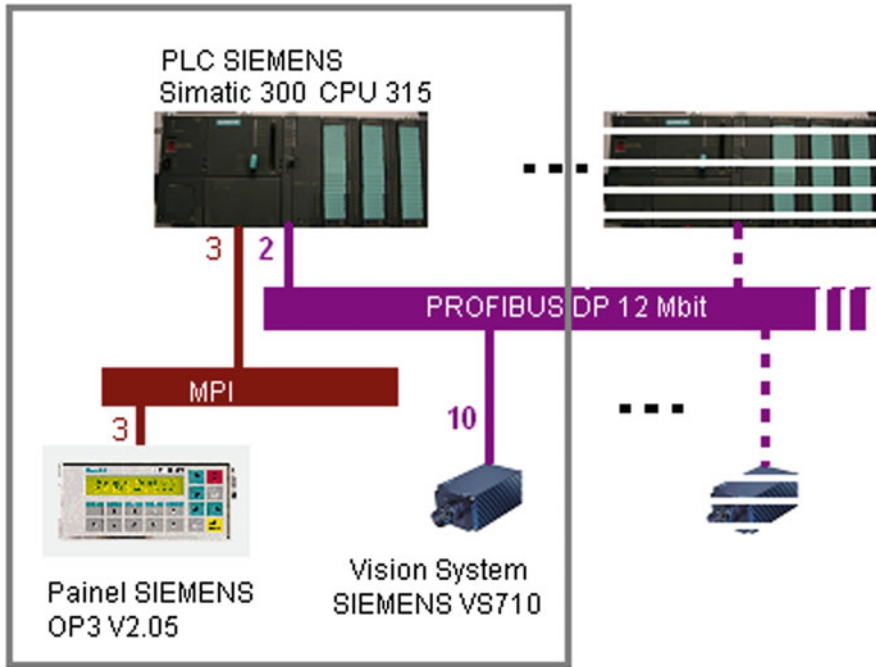 PLC SIEMENS
Simatic 300 CPU 315
3
2
PROFIBUS DP 12 Mbit
MPI
3
10
Painel SIEMENS
OP3 V2.05
Vision System
SIEMENS VS710